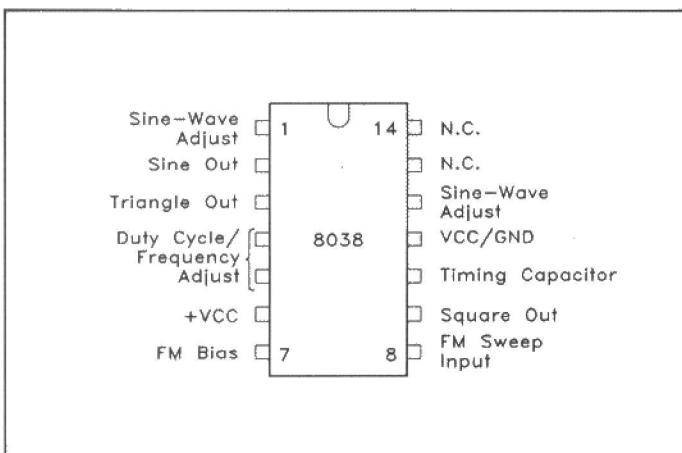 Sine-Wave
Adjust
1
14
N.C.
Sine Out
N.C.
Triangle Out
Sine-Wave
Adjust
Duty Cycle/
Frequency
Adjust
8038
VCC/GND
Timing Capacitor
+VCC
Square Out
FM Bias
7
8
FM Sweep
Input